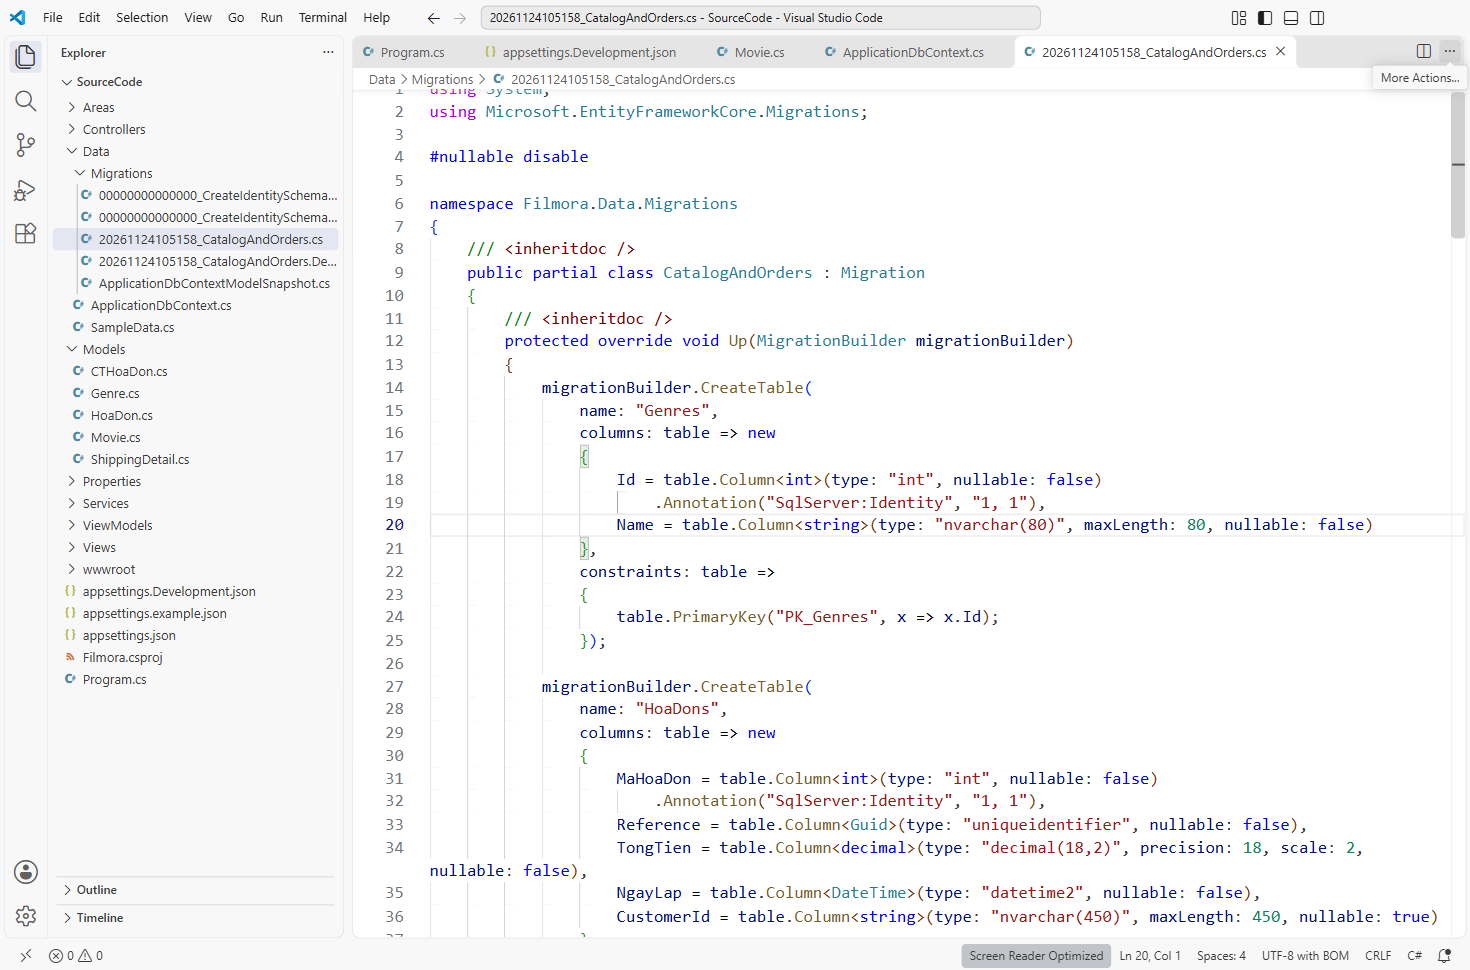 File Edit Selection View Go Run Terminal Help
20261124105158_CatalogAndOrders.cs - SourceCode - Visual Studio Code
Explorer
SourceCode
Areas
Controllers
Data
Migrations
00000000000000_CreateIdentitySchema...
00000000000000_CreateIdentitySchema...
20261124105158_CatalogAndOrders.cs
20261124105158_CatalogAndOrders.De...
ApplicationDbContextModelSnapshot.cs
ApplicationDbContext.cs
SampleData.cs
Models
CTHoaDon.cs
Genre.cs
HoaDon.cs
Movie.cs
ShippingDetail.cs
Properties
Services
ViewModels
Views
wwwroot
appsettings.Development.json
appsettings.example.json
appsettings.json
Filmora.csproj
Program.cs
Outline
Timeline
Program.cs appsettings.Development.json Movie.cs ApplicationDbContext.cs 20261124105158_CatalogAndOrders.cs
More Actions...
Data > Migrations > 20261124105158_CatalogAndOrders.cs
1 using System;
2 using Microsoft.EntityFrameworkCore.Migrations;
3
4 #nullable disable
5
6 namespace Filmora.Data.Migrations
7 {
8 /// <inheritdoc />
9 public partial class CatalogAndOrders : Migration
10 {
11 /// <inheritdoc />
12 protected override void Up(MigrationBuilder migrationBuilder)
13 {
14 migrationBuilder.CreateTable(
15 name: "Genres",
16 columns: table => new
17 {
18 Id = table.Column<int>(type: "int", nullable: false)
19 .Annotation("SqlServer:Identity", "1, 1"),
20 Name = table.Column<string>(type: "nvarchar(80)", maxLength: 80, nullable: false)
21 },
22 constraints: table =>
23 {
24 table.PrimaryKey("PK_Genres", x => x.Id);
25 });
26
27 migrationBuilder.CreateTable(
28 name: "HoaDons",
29 columns: table => new
30 {
31 MaHoaDon = table.Column<int>(type: "int", nullable: false)
32 .Annotation("SqlServer:Identity", "1, 1"),
33 Reference = table.Column<Guid>(type: "uniqueidentifier", nullable: false),
34 TongTien = table.Column<decimal>(type: "decimal(18,2)", precision: 18, scale: 2,
nullable: false),
35 NgayLap = table.Column<DateTime>(type: "datetime2", nullable: false),
36 CustomerId = table.Column<string>(type: "nvarchar(450)", maxLength: 450, nullable: true)
0 0 Screen Reader Optimized Ln 20, Col 1 Spaces: 4 UTF-8 with BOM CRLF C#